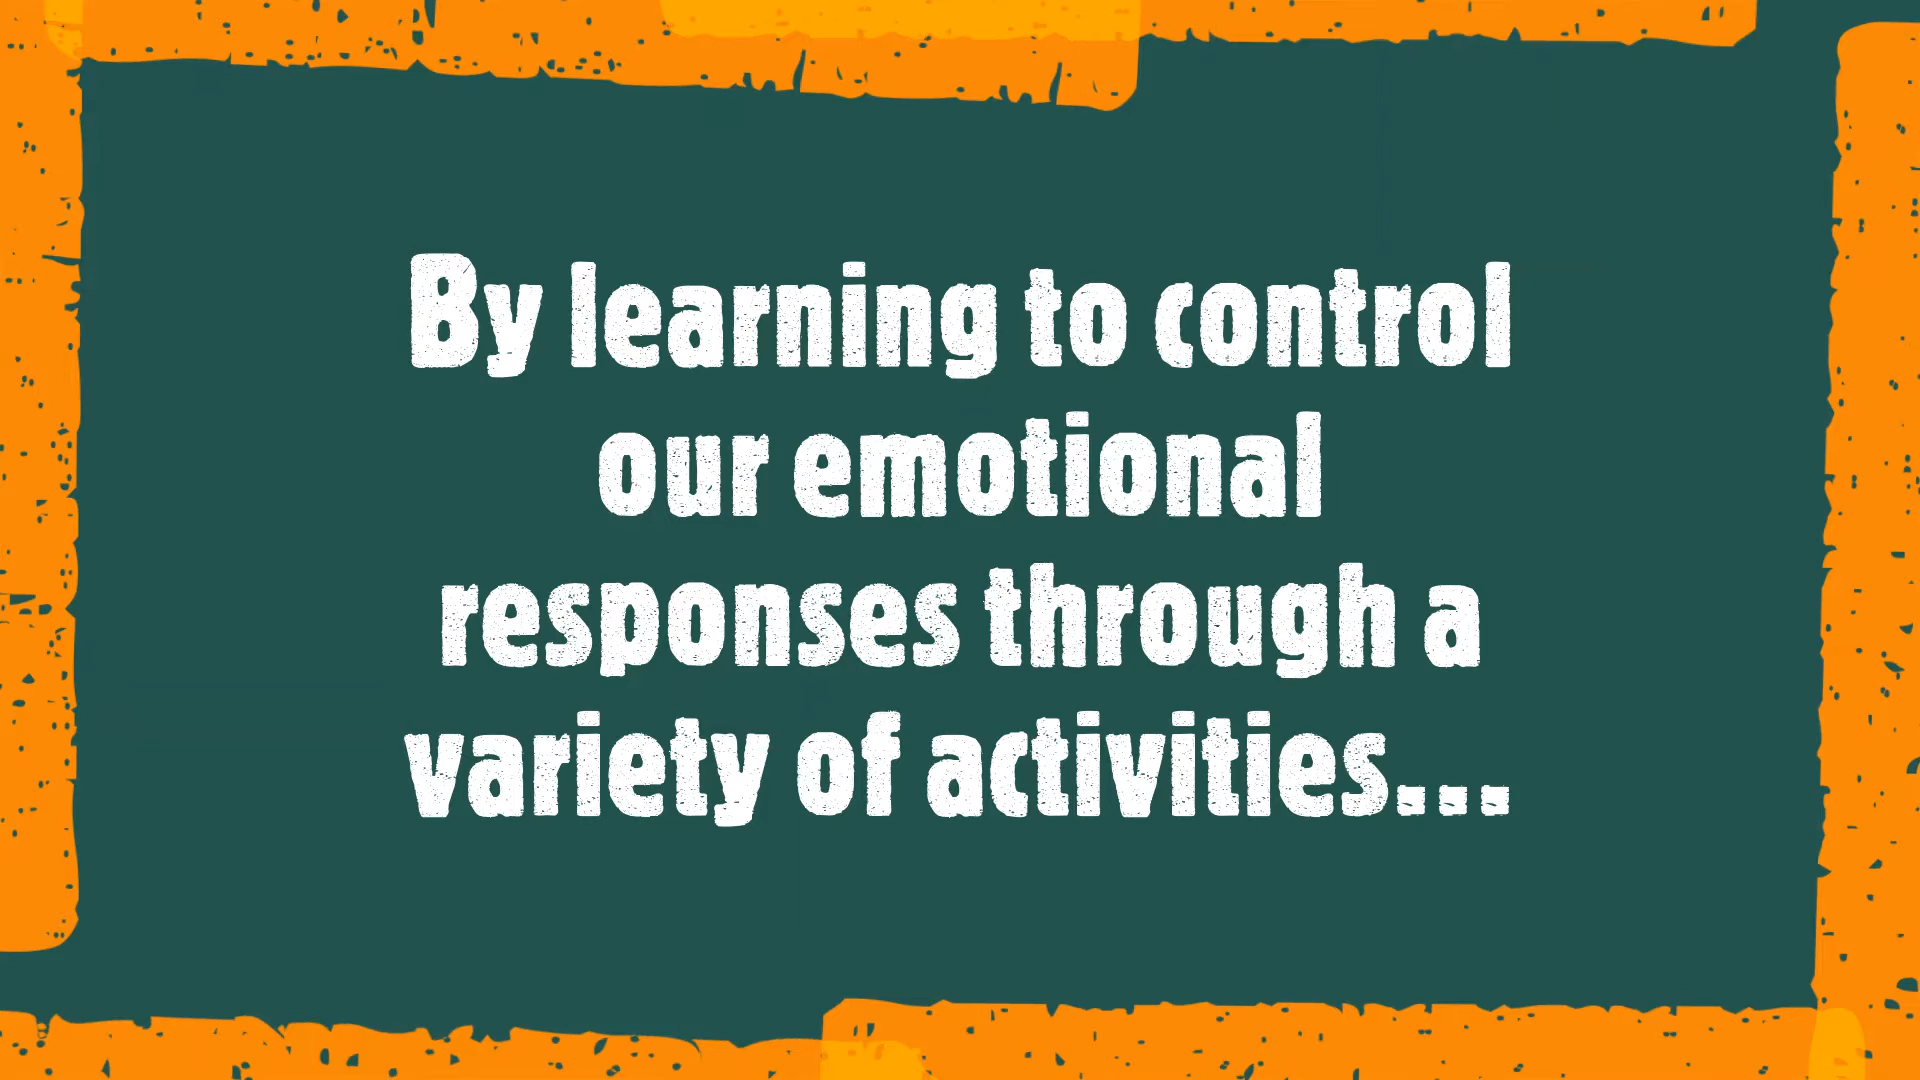 By learning to control
our emotional
responses through a
variety of activities...